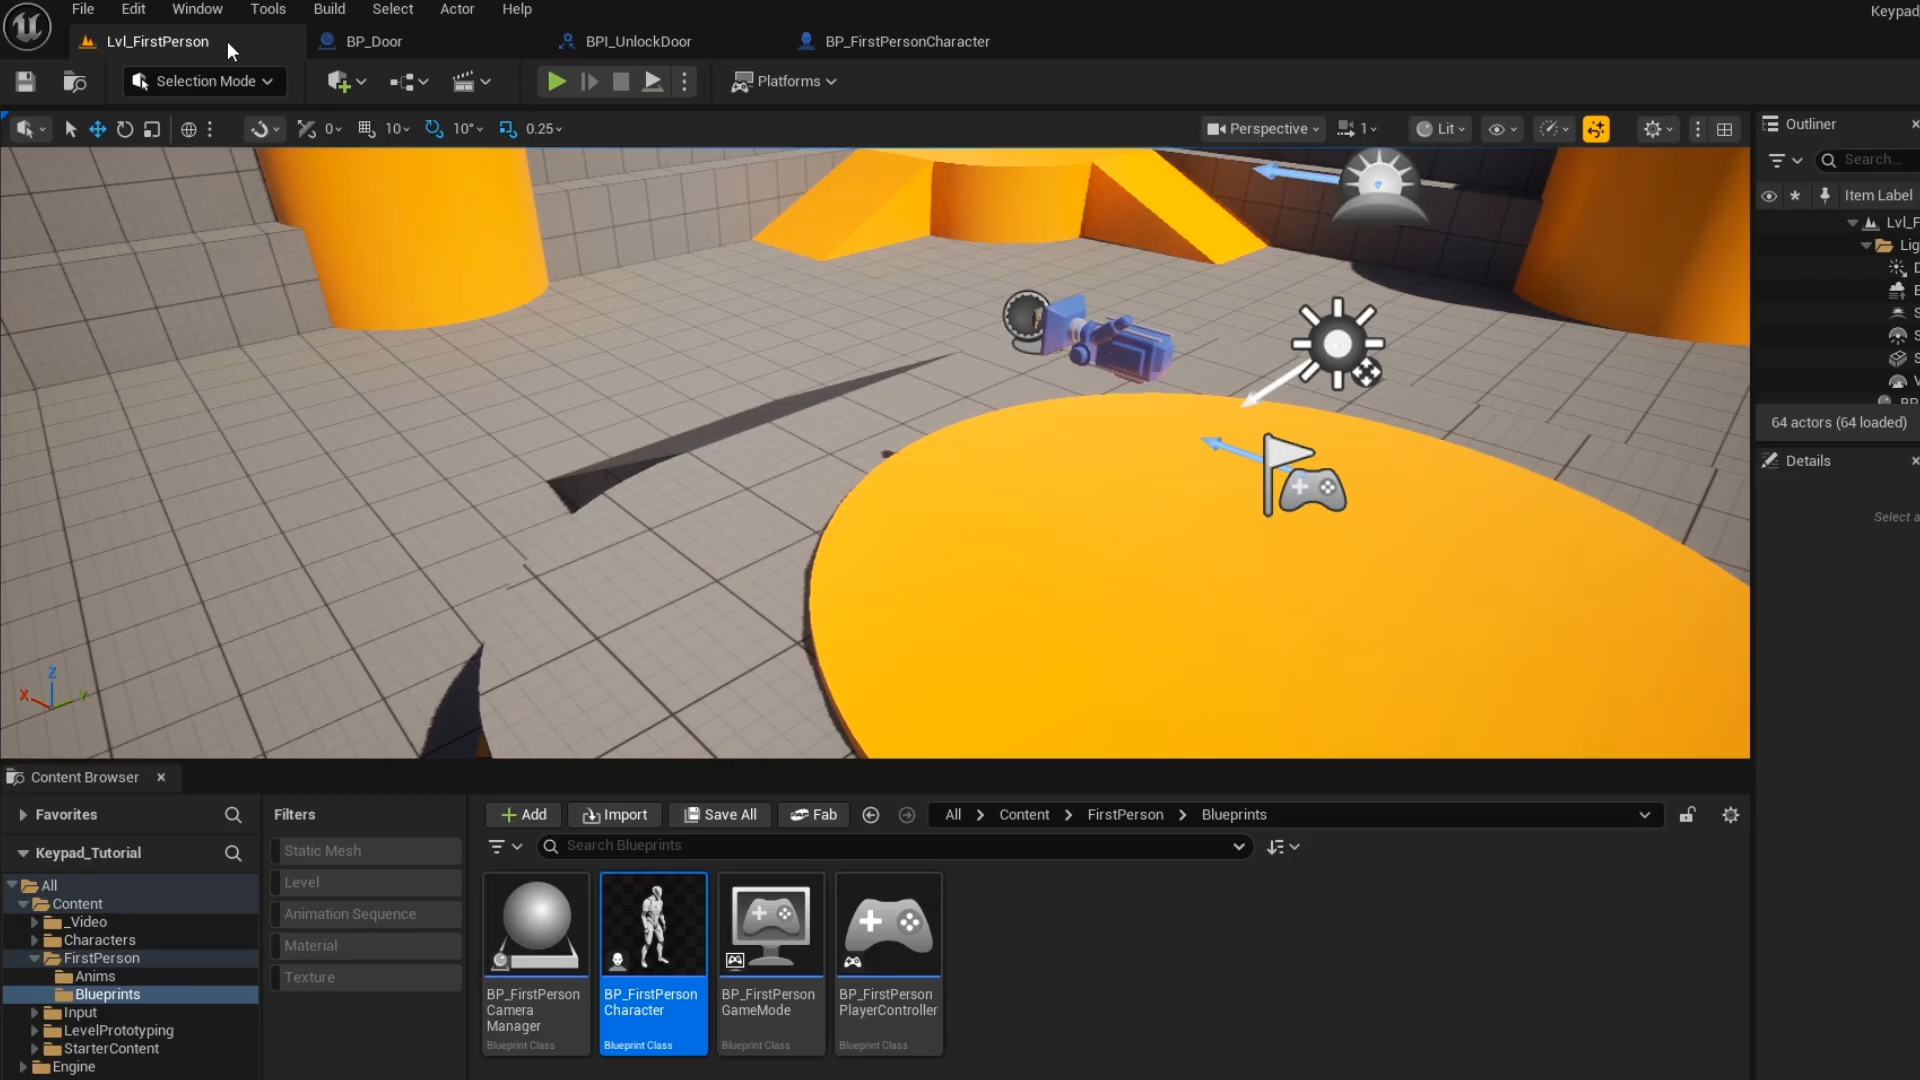 File Edit Window Tools Build Select Actor Help
Keypad_
Lvl_FirstPerson BP_Door BPI_UnlockDoor BP_FirstPersonCharacter
Selection Mode Platforms
0 10 10° 0.25 Perspective 1 Lit
Outliner
Search...
Item Label
Lvl_F
Lig
64 actors (64 loaded)
Details
Select a
Z
X
Content Browser
Favorites
Filters
Add Import Save All Fab All Content FirstPerson Blueprints
Keypad_Tutorial
Static Mesh
Search Blueprints
Level
Animation Sequence
Material
Texture
All
Content
_Video
Characters
FirstPerson
Anims
Blueprints
Input
LevelPrototyping
StarterContent
Engine
BP_FirstPerson
Camera
Manager
Blueprint Class
BP_FirstPerson
Character
Blueprint Class
BP_FirstPerson
GameMode
Blueprint Class
BP_FirstPerson
PlayerController
Blueprint Class